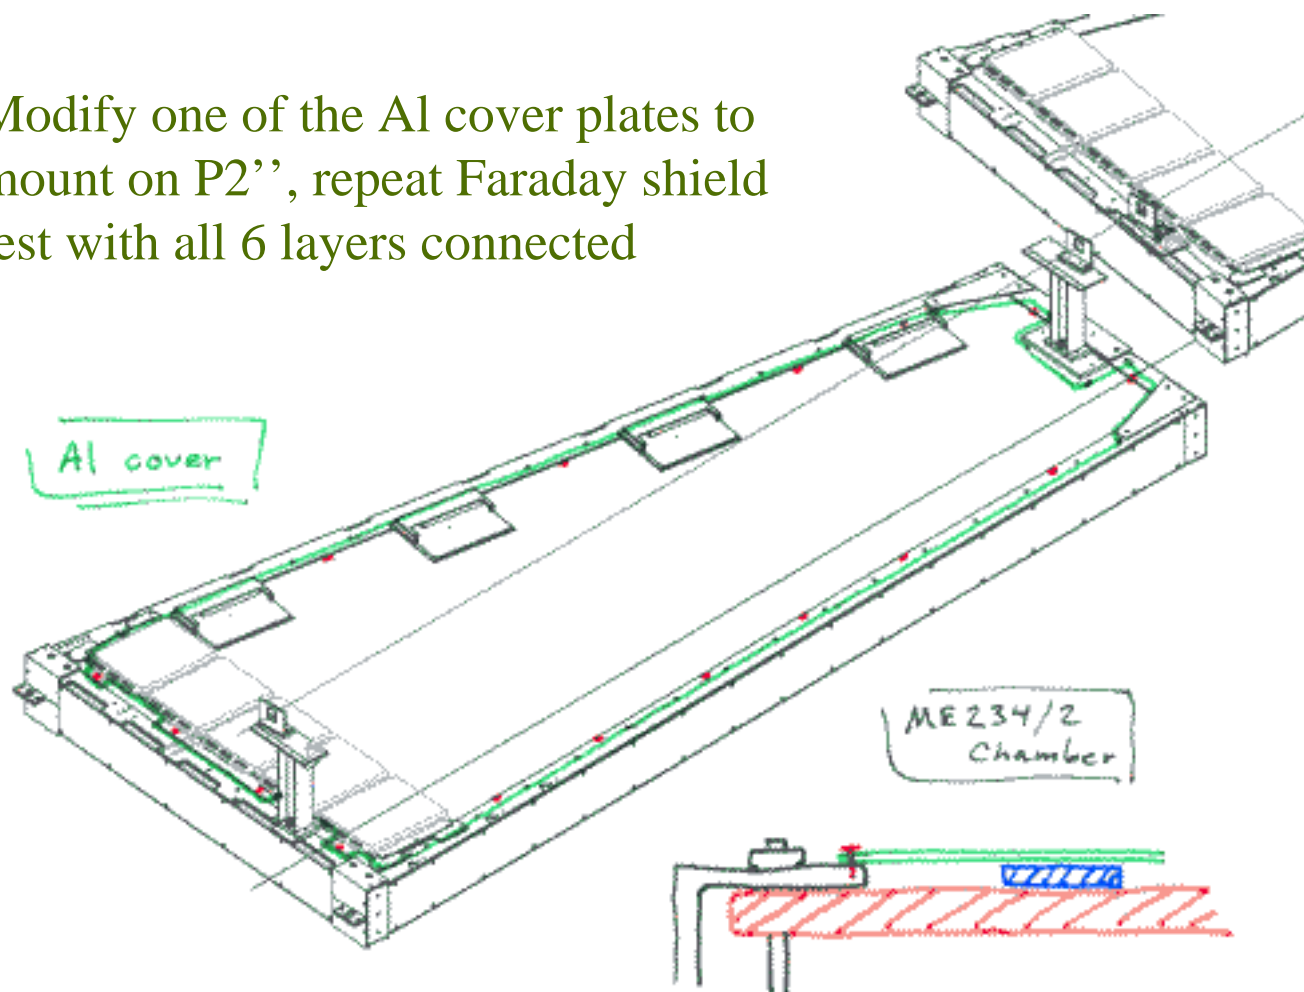 Modify one of the Al cover plates to
mount on P2’’, repeat Faraday shield
test with all 6 layers connected
Al cover
ME234/2
Chamber